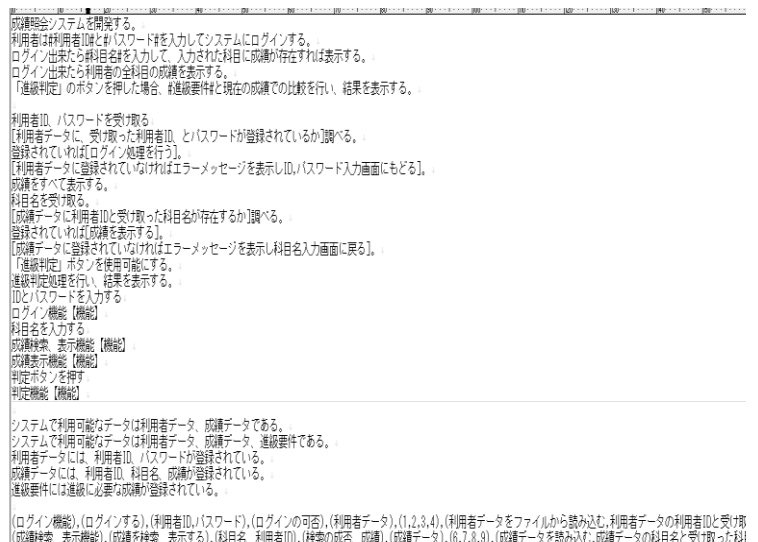 成績照会システムを開発する。
利用者は#利用者ID#と#パスワード#を入力してシステムにログインする。
ログイン出来たら#科目名#を入力して、入力された科目に成績が存在すれば表示する。
ログイン出来たら利用者の全科目の成績を表示する。
「進級判定」のボタンを押した場合、#進級要件#と現在の成績での比較を行い、結果を表示する。
利用者ID、パスワードを受け取る
[利用者データに、受け取った利用者ID、とパスワードが登録されているか]調べる。
登録されていれば[ログイン処理を行う]。
[利用者データに登録されていなければエラーメッセージを表示しID,パスワード入力画面にもどる]。
成績をすべて表示する。
科目名を受け取る。
[成績データに利用者IDと受け取った科目名が存在するか]調べる。
登録されていれば[成績を表示する]。
[成績データに登録されていなければエラーメッセージを表示し科目名入力画面に戻る]。
「進級判定」ボタンを使用可能にする。
進級判定処理を行い、結果を表示する。
IDとパスワードを入力する
ログイン機能【機能】
科目名を入力する
成績検索、表示機能【機能】
成績表示機能【機能】
判定ボタンを押す
判定機能【機能】
システムで利用可能なデータは利用者データ、成績データである。
システムで利用可能なデータは利用者データ、成績データ、進級要件である。
利用者データには、利用者ID、パスワードが登録されている。
成績データには、利用者ID、科目名、成績が登録されている。
進級要件には進級に必要な成績が登録されている。
(ログイン機能),(ログインする),(利用者ID,パスワード),(ログインの可否),(利用者データ),(1,2,3,4),(利用者データをファイルから読み込む,利用者データの利用者IDと受け取
(成績検索、表示機能),(成績を検索、表示する),(科目名、利用者ID),(検索の成否、成績),(成績データ),(6,7,8,9),(成績データを読み込む,成績データの科目名と受け取った科